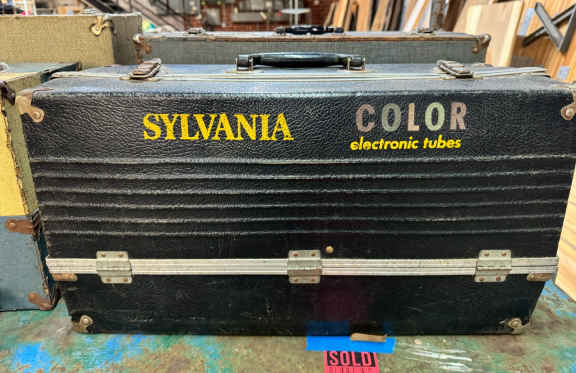 SYLVANIA
COLOR
electronic tubes
SOLD